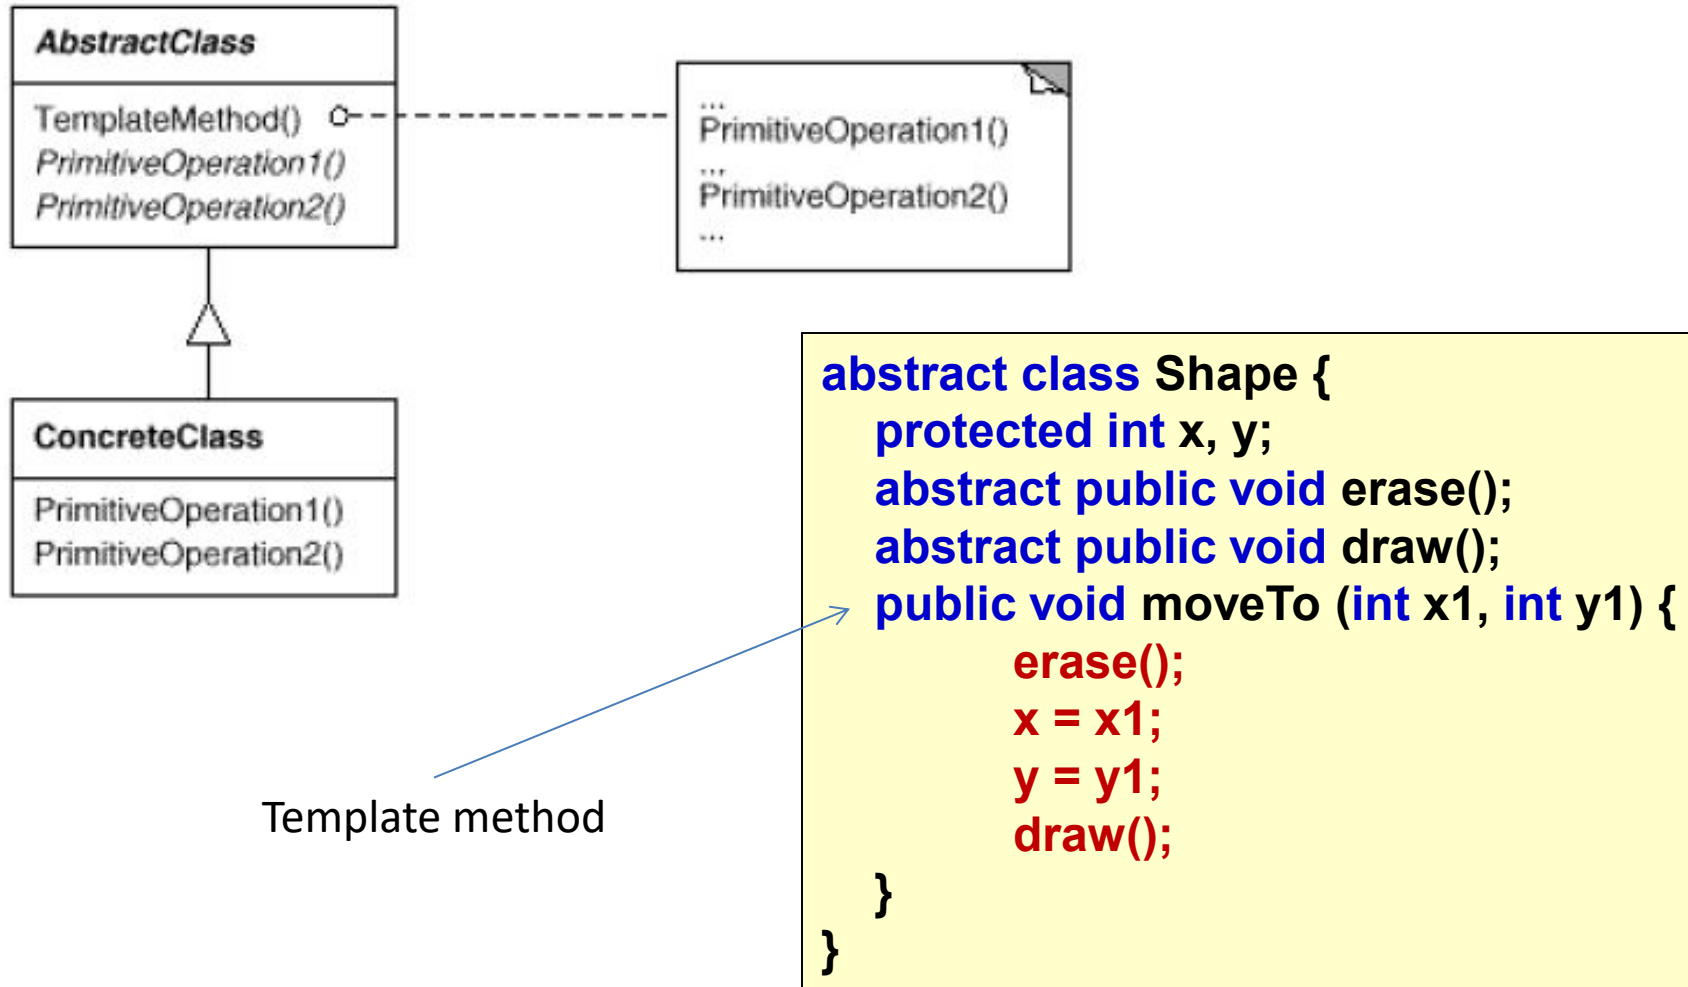 AbstractClass
TemplateMethod()
PrimitiveOperation1()
PrimitiveOperation2()
...
PrimitiveOperation1()
...
PrimitiveOperation2()
...
ConcreteClass
PrimitiveOperation1()
PrimitiveOperation2()
abstract class Shape {
protected int x, y;
abstract public void erase();
abstract public void draw();
public void moveTo (int x1, int y1) {
erase();
x = x1;
y = y1;
draw();
}
}
Template method